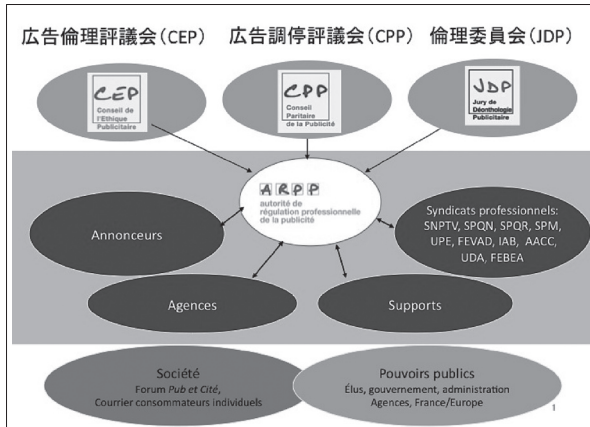 広告倫理評議会(CEP) 広告調停評議会(CPP) 倫理委員会(JDP)
CEP
Conseil de
l'Ethique
Publicitaire
CPP
Conseil
Paritaire
de la Publicité
JDP
Jury de
Déonthologie
Publicitaire
ARPP
autorité de
régulation professionnelle
de la publicité
Annonceurs
Syndicats professionnels:
SNPTV, SPQN, SPQR, SPM,
UPE, FEVAD, IAB, AACC,
UDA, FEBEA
Agences
Supports
Société
Forum Pub et Cité,
Courrier consommateurs individuels
Pouvoirs publics
Élus, gouvernement, administration
Agences, France/Europe
1